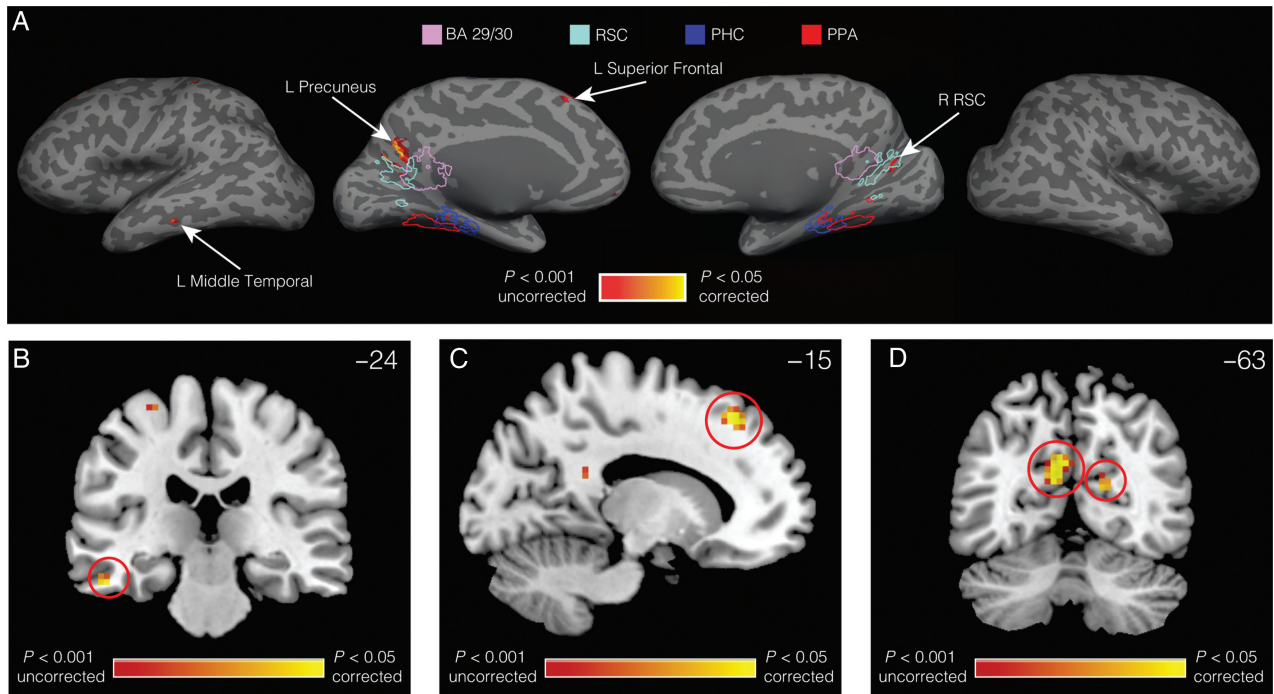 A
BA 29/30 RSC PHC PPA
L Superior Frontal
L Precuneus
R RSC
L Middle Temporal
P < 0.001 uncorrected
P < 0.05 corrected
B
−24
P < 0.001 uncorrected
P < 0.05 corrected
C
−15
P < 0.001 uncorrected
P < 0.05 corrected
D
−63
P < 0.001 uncorrected
P < 0.05 corrected